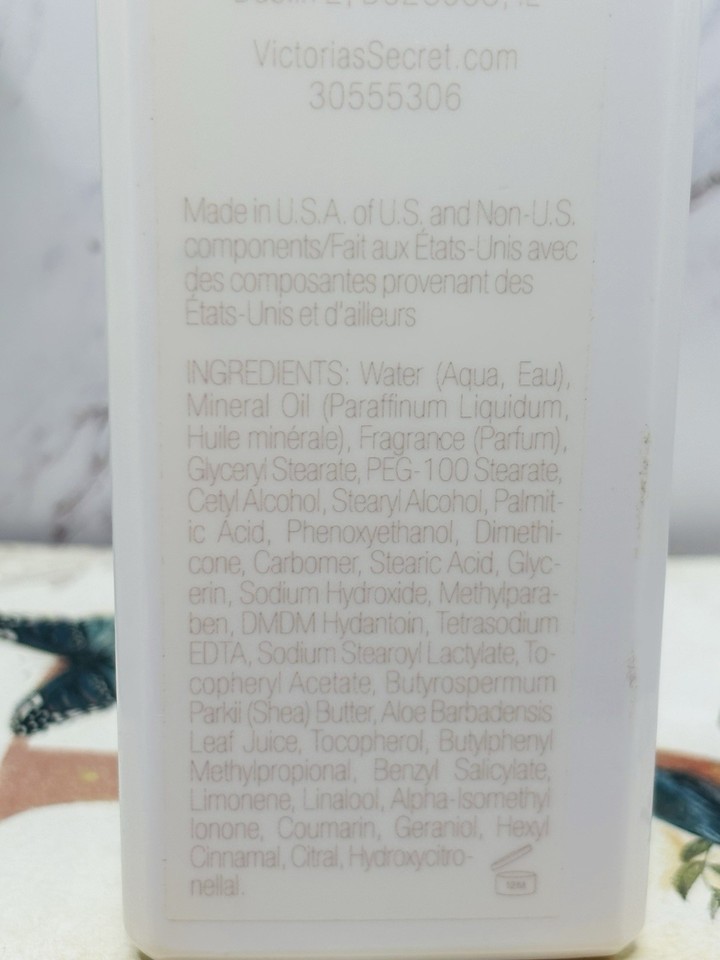 VictoriasSecret.com
30555306
Made in U.S.A. of U.S. and Non-U.S.
components/Fait aux États-Unis avec
des composantes provenant des
États-Unis et d'ailleurs
INGREDIENTS: Water (Aqua, Eau),
Mineral Oil (Paraffinum Liquidum,
Huile minérale), Fragrance (Parfum),
Glyceryl Stearate, PEG-100 Stearate,
Cetyl Alcohol, Stearyl Alcohol, Palmit-
ic Acid, Phenoxyethanol, Dimethi-
cone, Carbomer, Stearic Acid, Glyc-
erin, Sodium Hydroxide, Methylpara-
ben, DMDM Hydantoin, Tetrasodium
EDTA, Sodium Stearoyl Lactylate, To-
copheryl Acetate, Butyrospermum
Parkii (Shea) Butter, Aloe Barbadensis
Leaf Juice, Tocopherol, Butylphenyl
Methylpropional, Benzyl Salicylate,
Limonene, Linalool, Alpha-Isomethyl
Ionone, Coumarin, Geraniol, Hexyl
Cinnamal, Citral, Hydroxycitro-
nellal.
12M